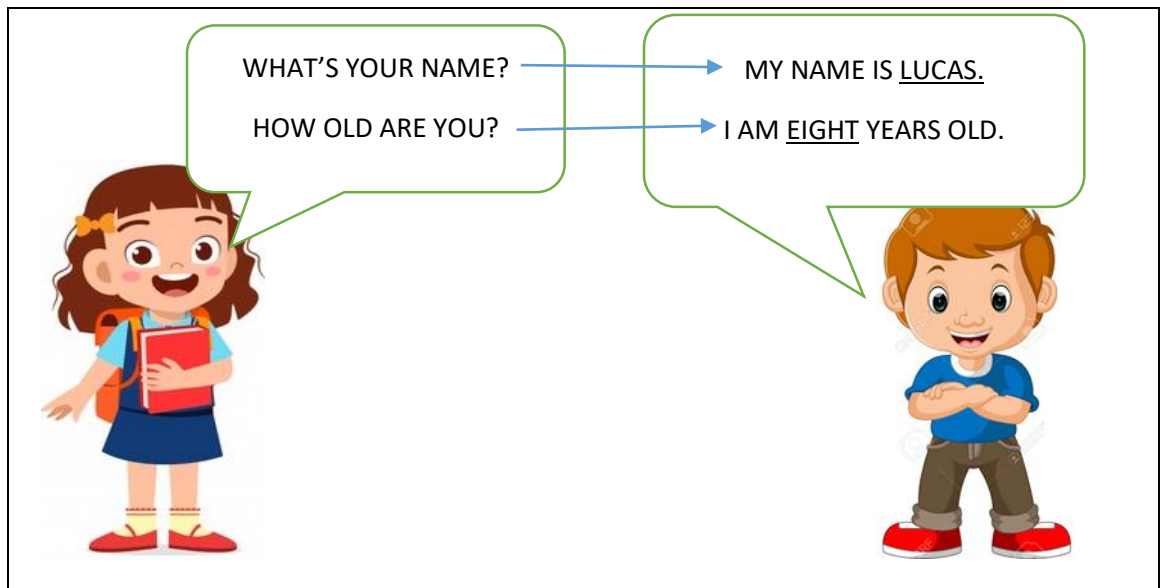 WHAT’S YOUR NAME?
HOW OLD ARE YOU?
MY NAME IS LUCAS.
I AM EIGHT YEARS OLD.